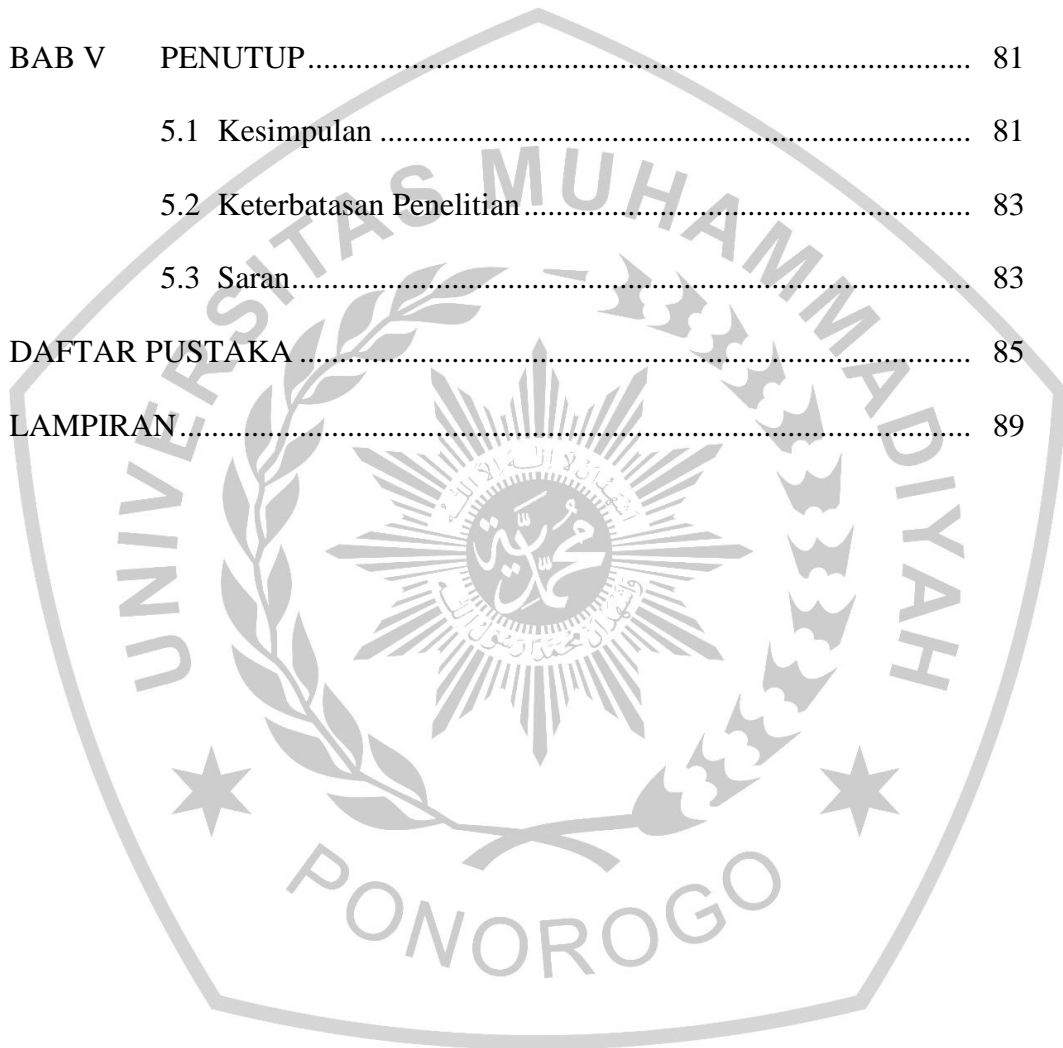 BAB V PENUTUP.................................................................................. 81
5.1 Kesimpulan ......................................................................... 81
5.2 Keterbatasan Penelitian ....................................................... 83
5.3 Saran.................................................................................... 83
DAFTAR PUSTAKA .................................................................................. 85
LAMPIRAN................................................................................................. 89
UNIVERSITAS MUHAMMADIYAH
محمد
PONOROGO